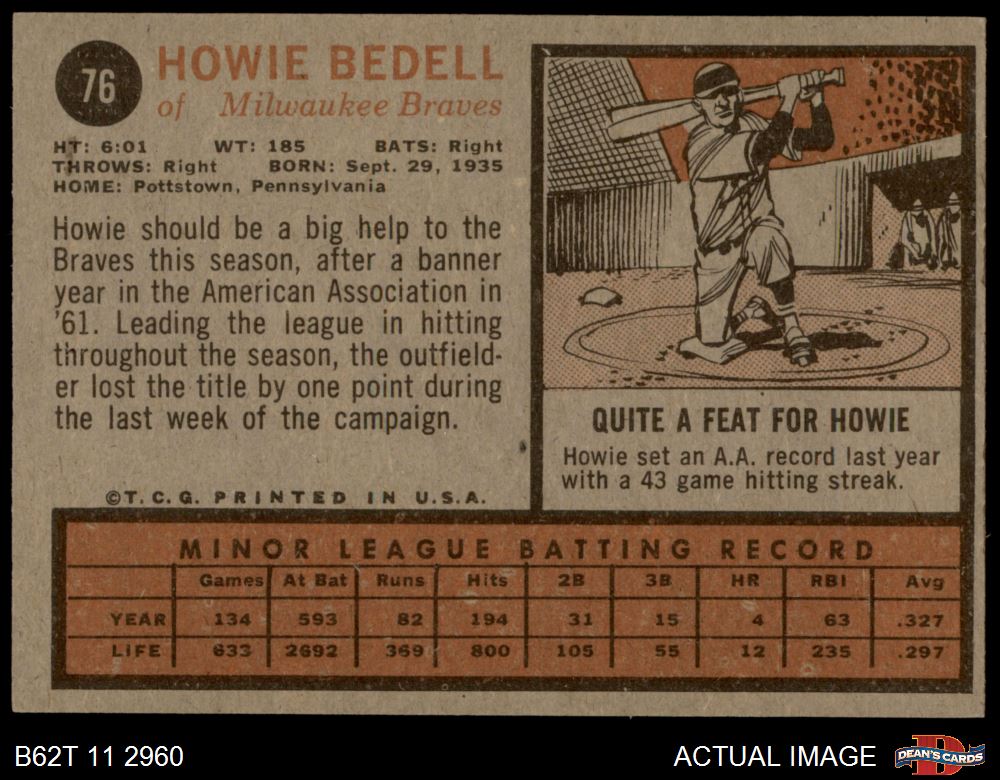 76
HOWIE BEDELL
of Milwaukee Braves
HT: 6:01 WT: 185 BATS: Right
THROWS: Right BORN: Sept. 29, 1935
HOME: Pottstown, Pennsylvania
Howie should be a big help to the
Braves this season, after a banner
year in the American Association in
'61. Leading the league in hitting
throughout the season, the outfield-
er lost the title by one point during
the last week of the campaign.
©T.C.G. PRINTED IN U.S.A.
QUITE A FEAT FOR HOWIE
Howie set an A.A. record last year
with a 43 game hitting streak.
MINOR LEAGUE BATTING RECORD
Games At Bat Runs Hits 2B 3B HR RBI Avg
YEAR 134 593 82 194 31 15 4 63 .327
LIFE 633 2692 369 800 105 55 12 235 .297
B62T 11 2960
ACTUAL IMAGE
DEAN'S CARDS